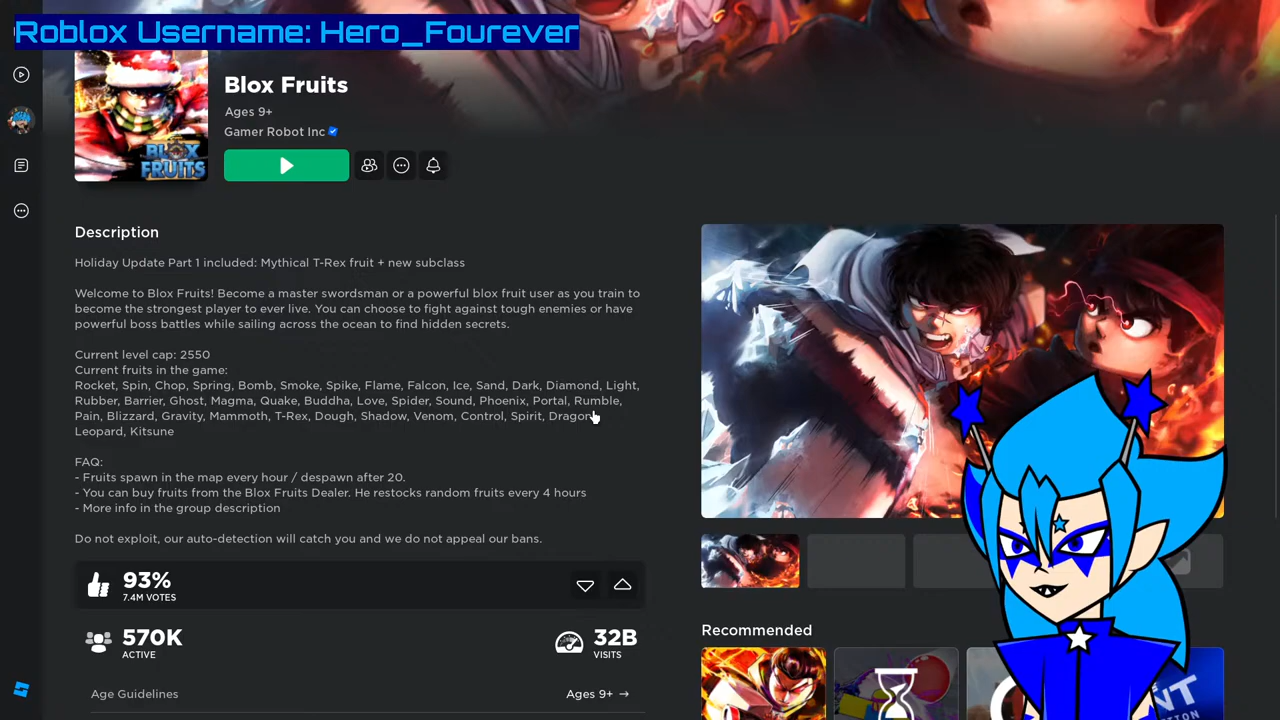 Roblox Username: Hero_Fourever
BLOX
FRUITS
Blox Fruits
Ages 9+
Gamer Robot Inc
Description
Holiday Update Part 1 included: Mythical T-Rex fruit + new subclass
Welcome to Blox Fruits! Become a master swordsman or a powerful blox fruit user as you train to
become the strongest player to ever live. You can choose to fight against tough enemies or have
powerful boss battles while sailing across the ocean to find hidden secrets.
Current level cap: 2550
Current fruits in the game:
Rocket, Spin, Chop, Spring, Bomb, Smoke, Spike, Flame, Falcon, Ice, Sand, Dark, Diamond, Light,
Rubber, Barrier, Ghost, Magma, Quake, Buddha, Love, Spider, Sound, Phoenix, Portal, Rumble,
Pain, Blizzard, Gravity, Mammoth, T-Rex, Dough, Shadow, Venom, Control, Spirit, Dragon,
Leopard, Kitsune
FAQ:
- Fruits spawn in the map every hour / despawn after 20.
- You can buy fruits from the Blox Fruits Dealer. He restocks random fruits every 4 hours
- More info in the group description
Do not exploit, our auto-detection will catch you and we do not appeal our bans.
93%
7.4M VOTES
570K
ACTIVE
32B
VISITS
Age Guidelines
Ages 9+ →
Recommended